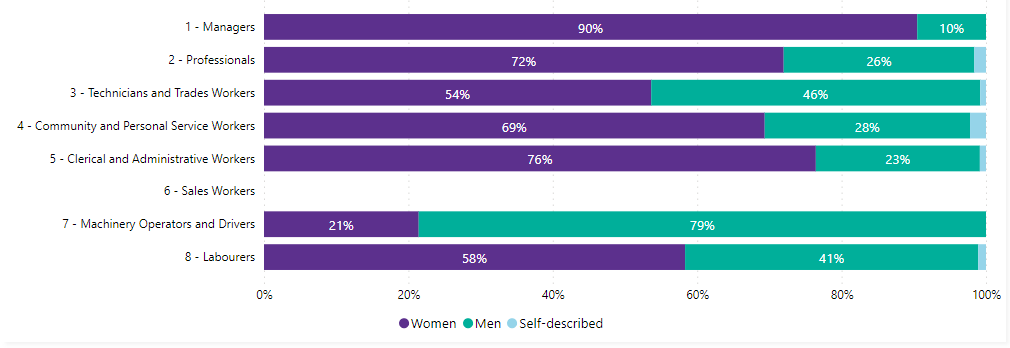 1 - Managers 90% 10%
2 - Professionals 72% 26%
3 - Technicians and Trades Workers 54% 46%
4 - Community and Personal Service Workers 69% 28%
5 - Clerical and Administrative Workers 76% 23%
6 - Sales Workers
7 - Machinery Operators and Drivers 21% 79%
8 - Labourers 58% 41%
0% 20% 40% 60% 80% 100%
Women Men Self-described